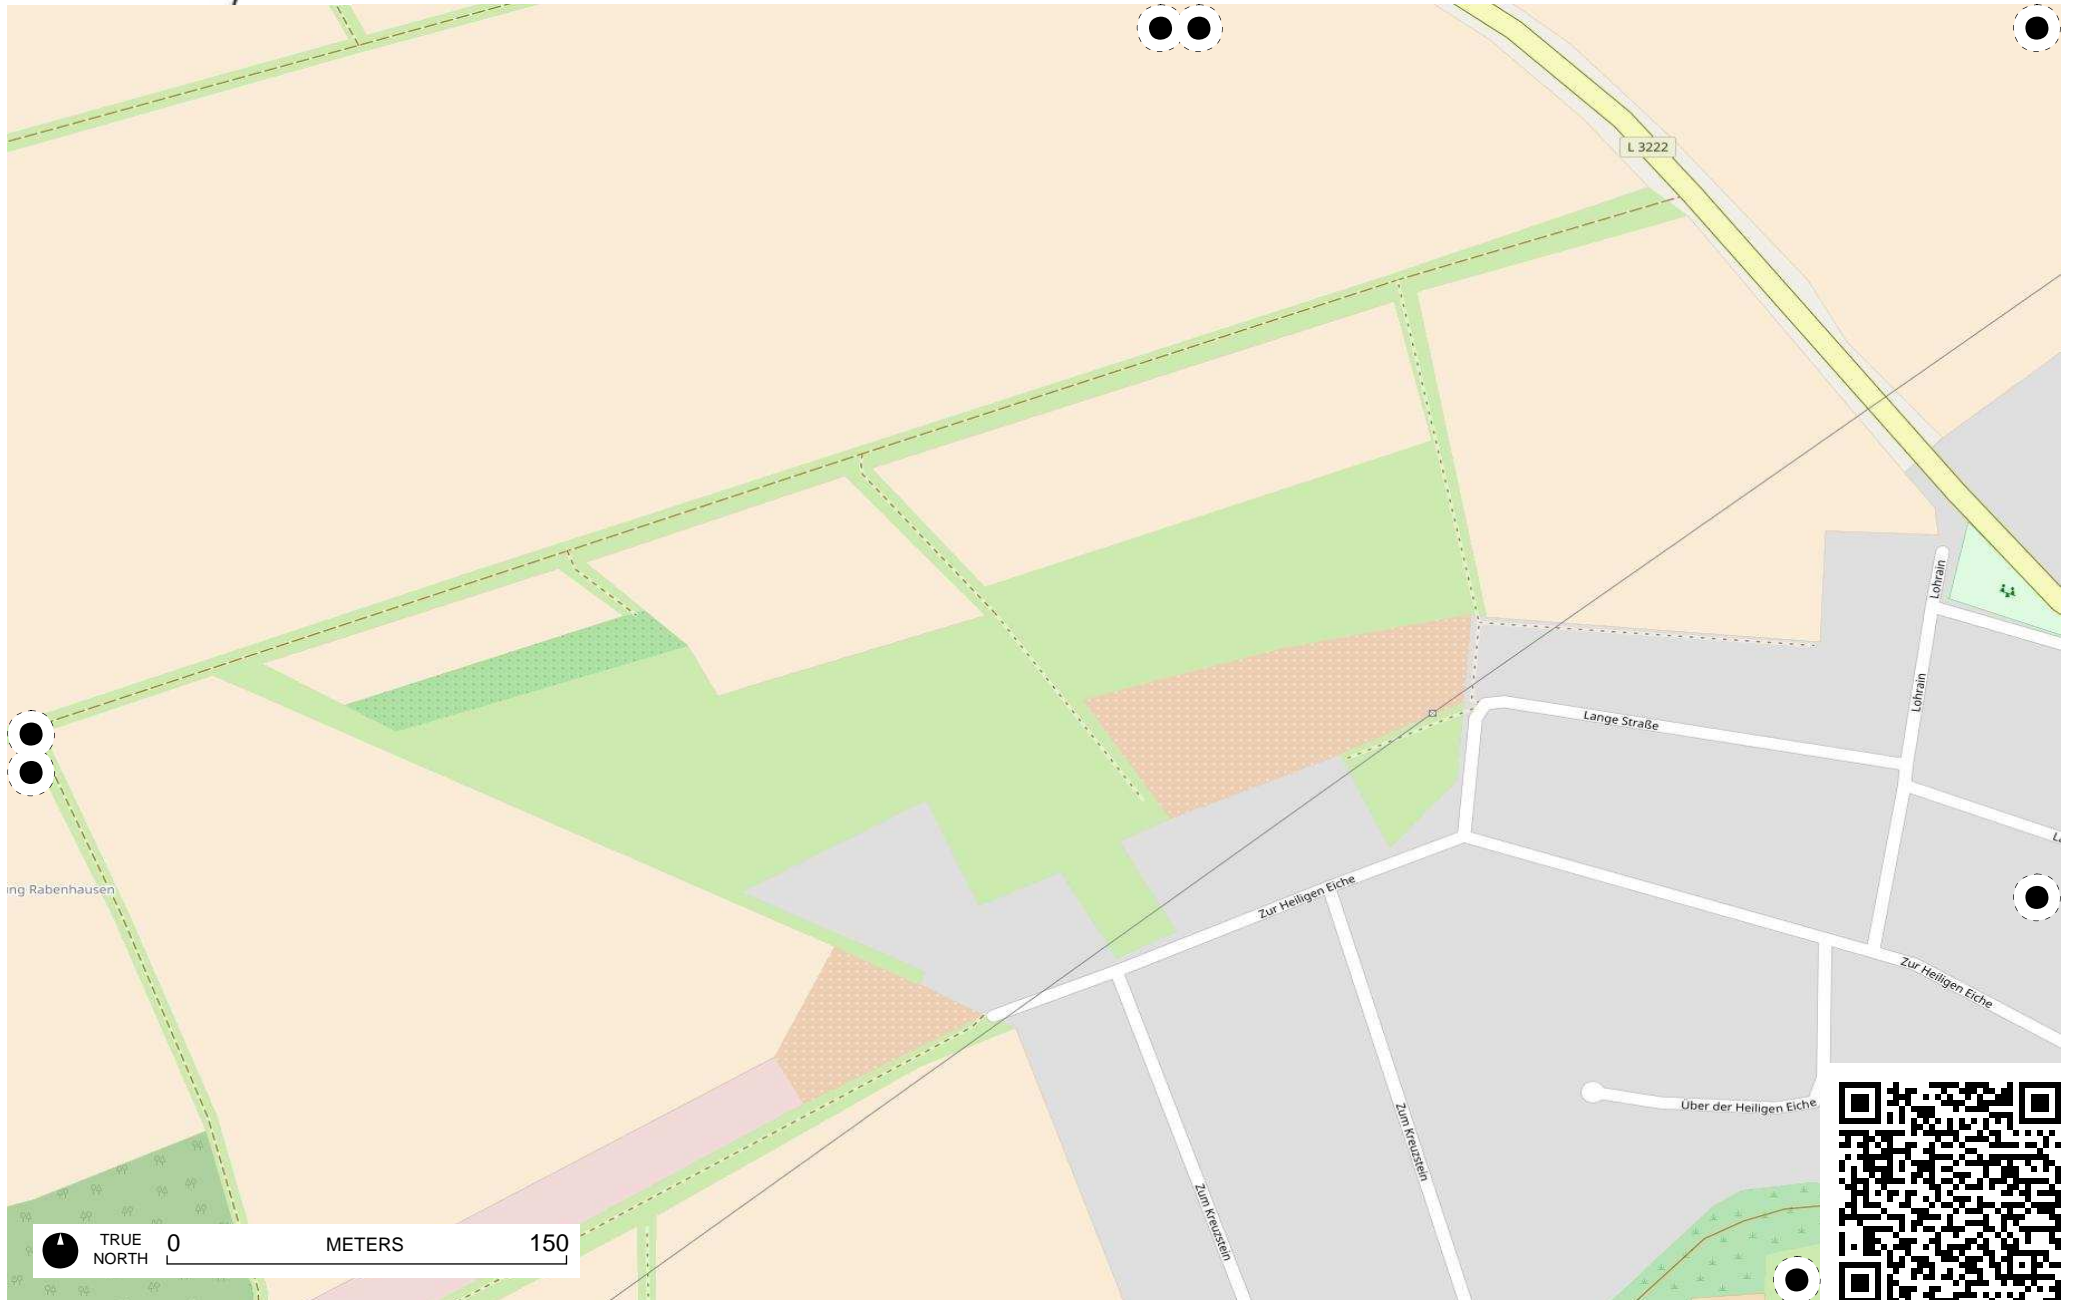 L 3222
Lohrain
Lohrain
Lange Straße
ng Rabenhausen
Zur Heiligen Eiche
Zur Heiligen Eiche
Über der Heiligen Eiche
Zum Kreuzstein
Zum Kreuzstein
TRUE
NORTH
0
METERS
150